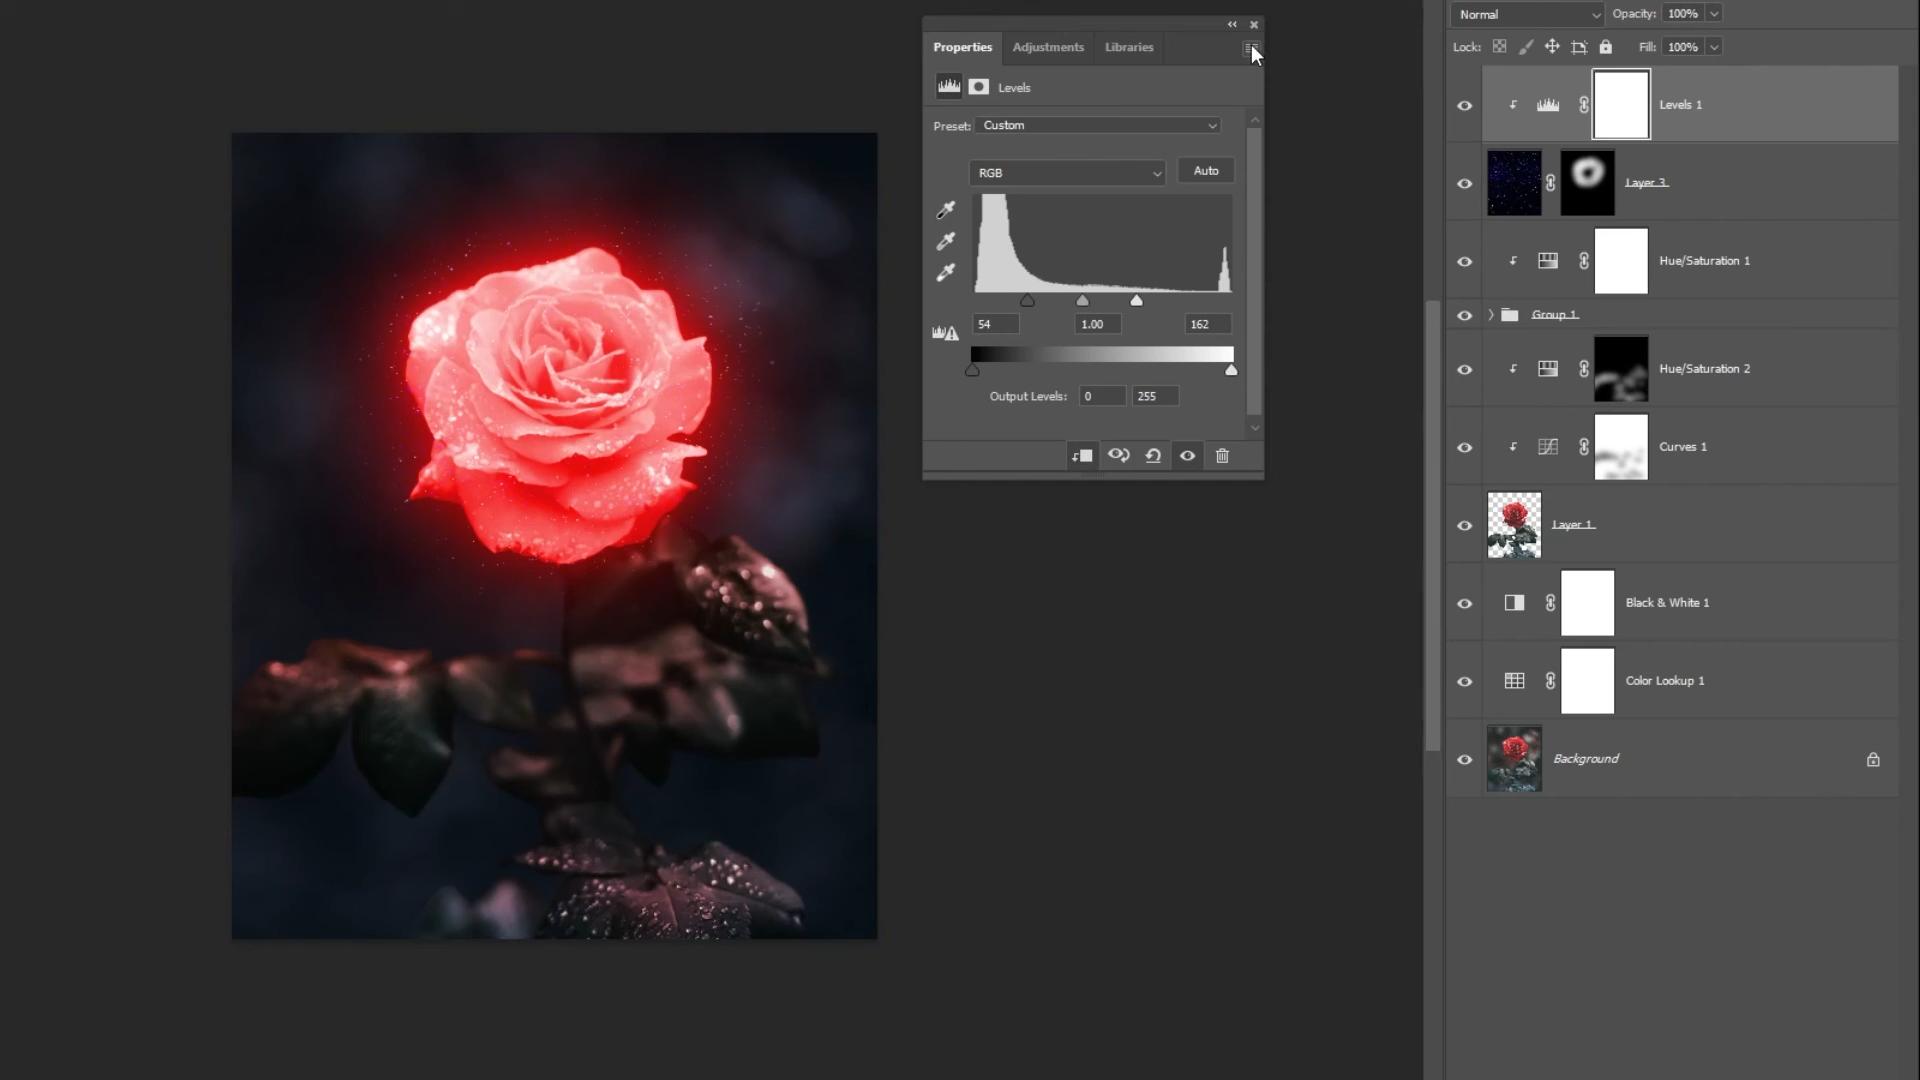 Properties Adjustments Libraries
Levels
Preset: Custom
RGB Auto
54 1.00 162
Output Levels: 0 255
Normal Opacity: 100%
Lock: Fill: 100%
Levels 1
Layer 3
Hue/Saturation 1
Group 1
Hue/Saturation 2
Curves 1
Layer 1
Black & White 1
Color Lookup 1
Background